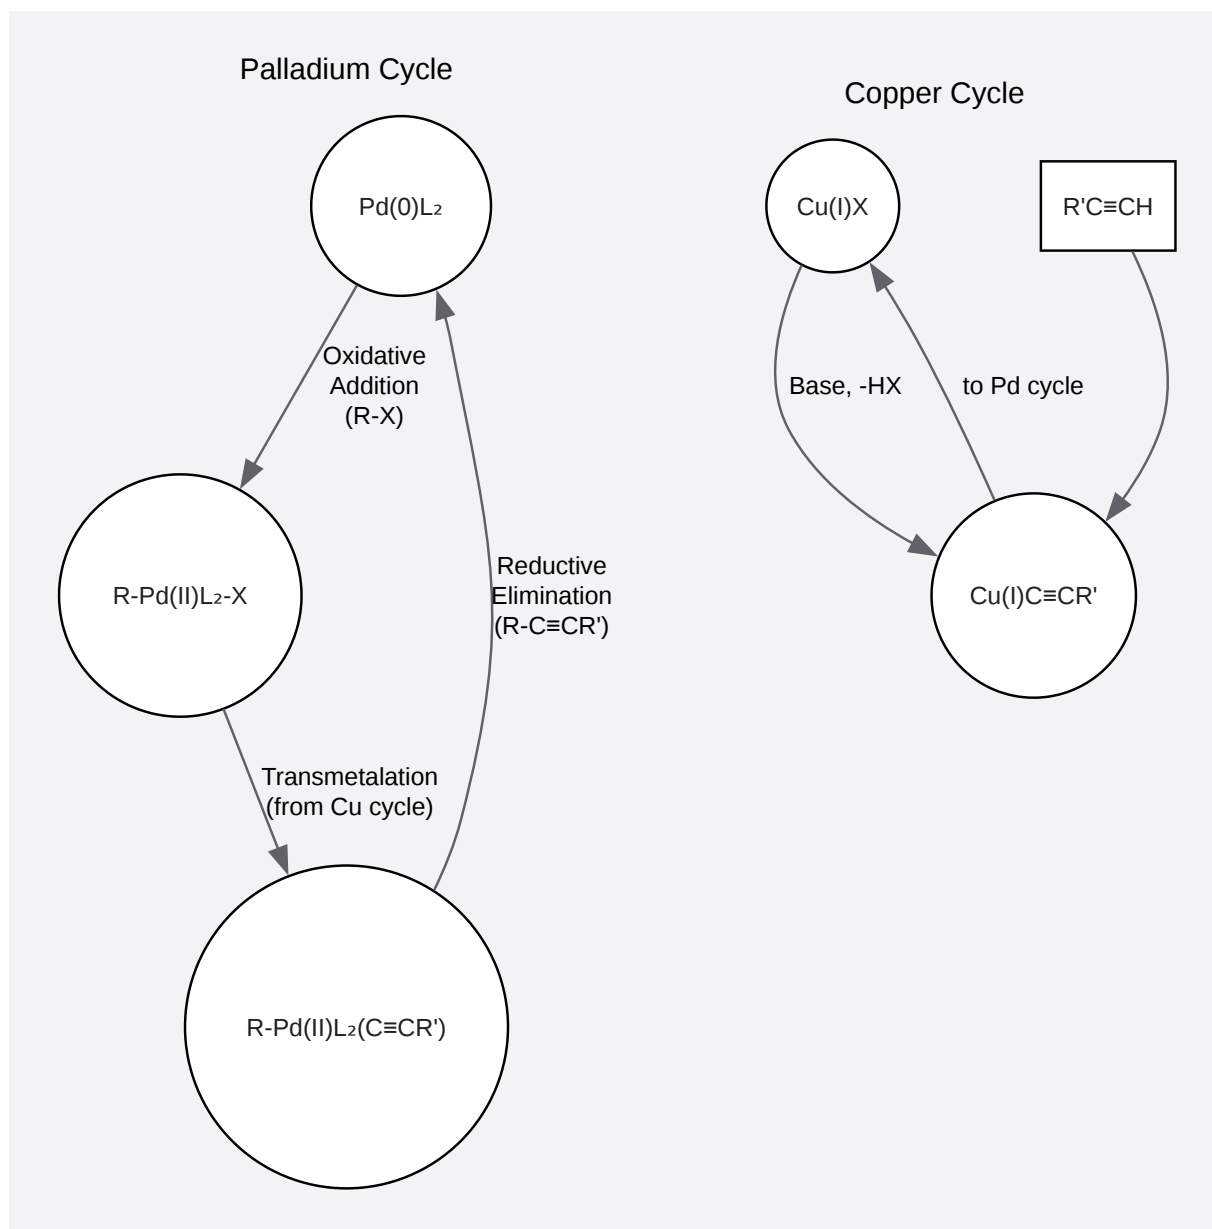 Palladium Cycle
Pd(0)L₂
Oxidative
Addition
(R-X)
R-Pd(II)L₂-X
Reductive
Elimination
(R-C≡CR')
Transmetalation
(from Cu cycle)
R-Pd(II)L₂(C≡CR')
Copper Cycle
Cu(I)X
R'C≡CH
Base, -HX
to Pd cycle
Cu(I)C≡CR'